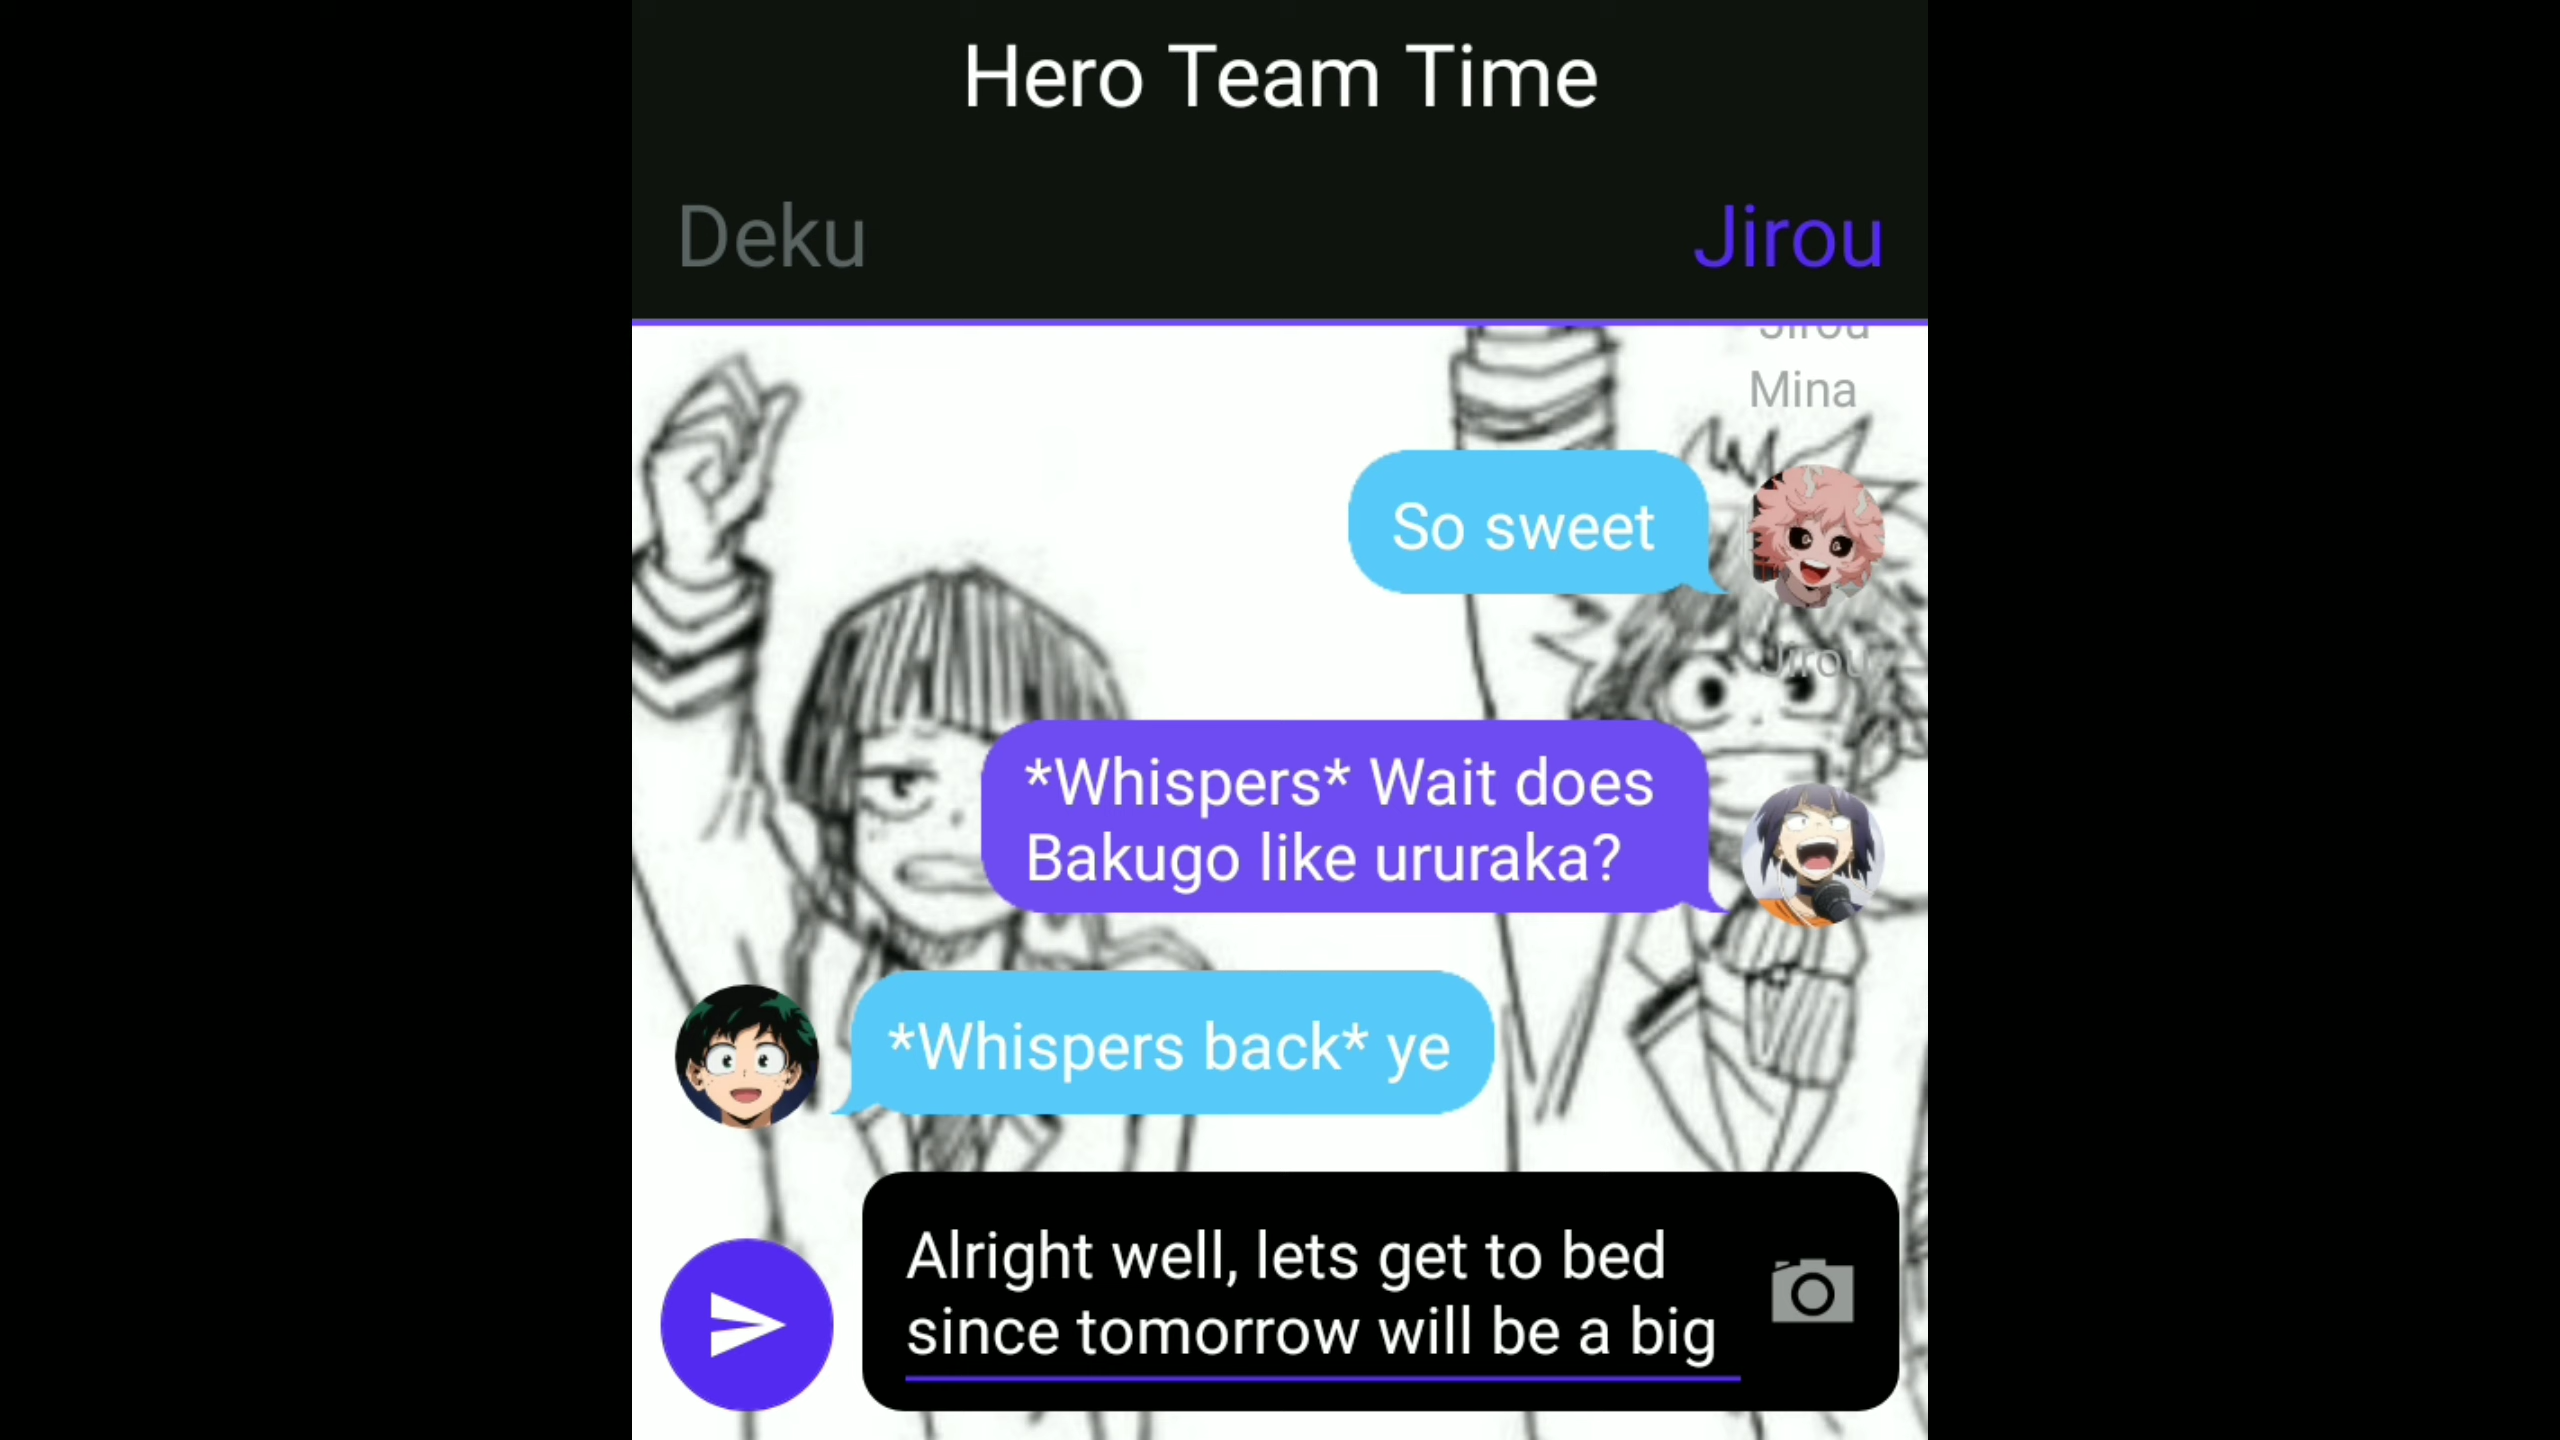 Hero Team Time
Deku
Jirou
Jirou
Mina
So sweet
Jirou
*Whispers* Wait does
Bakugo like ururaka?
*Whispers back* ye
Alright well, lets get to bed
since tomorrow will be a big